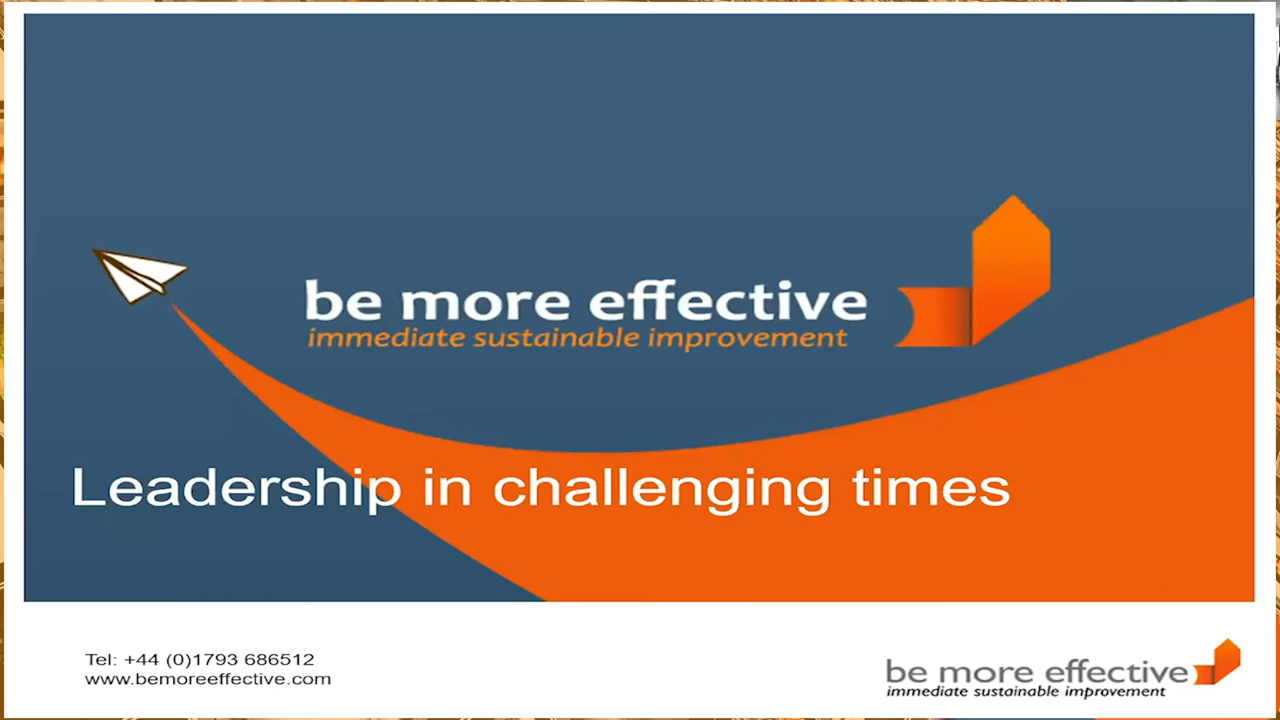 be more effective
immediate sustainable improvement
Leadership in challenging times
Tel: +44 (0)1793 686512
www.bemoreeffective.com
be more effective
immediate sustainable improvement